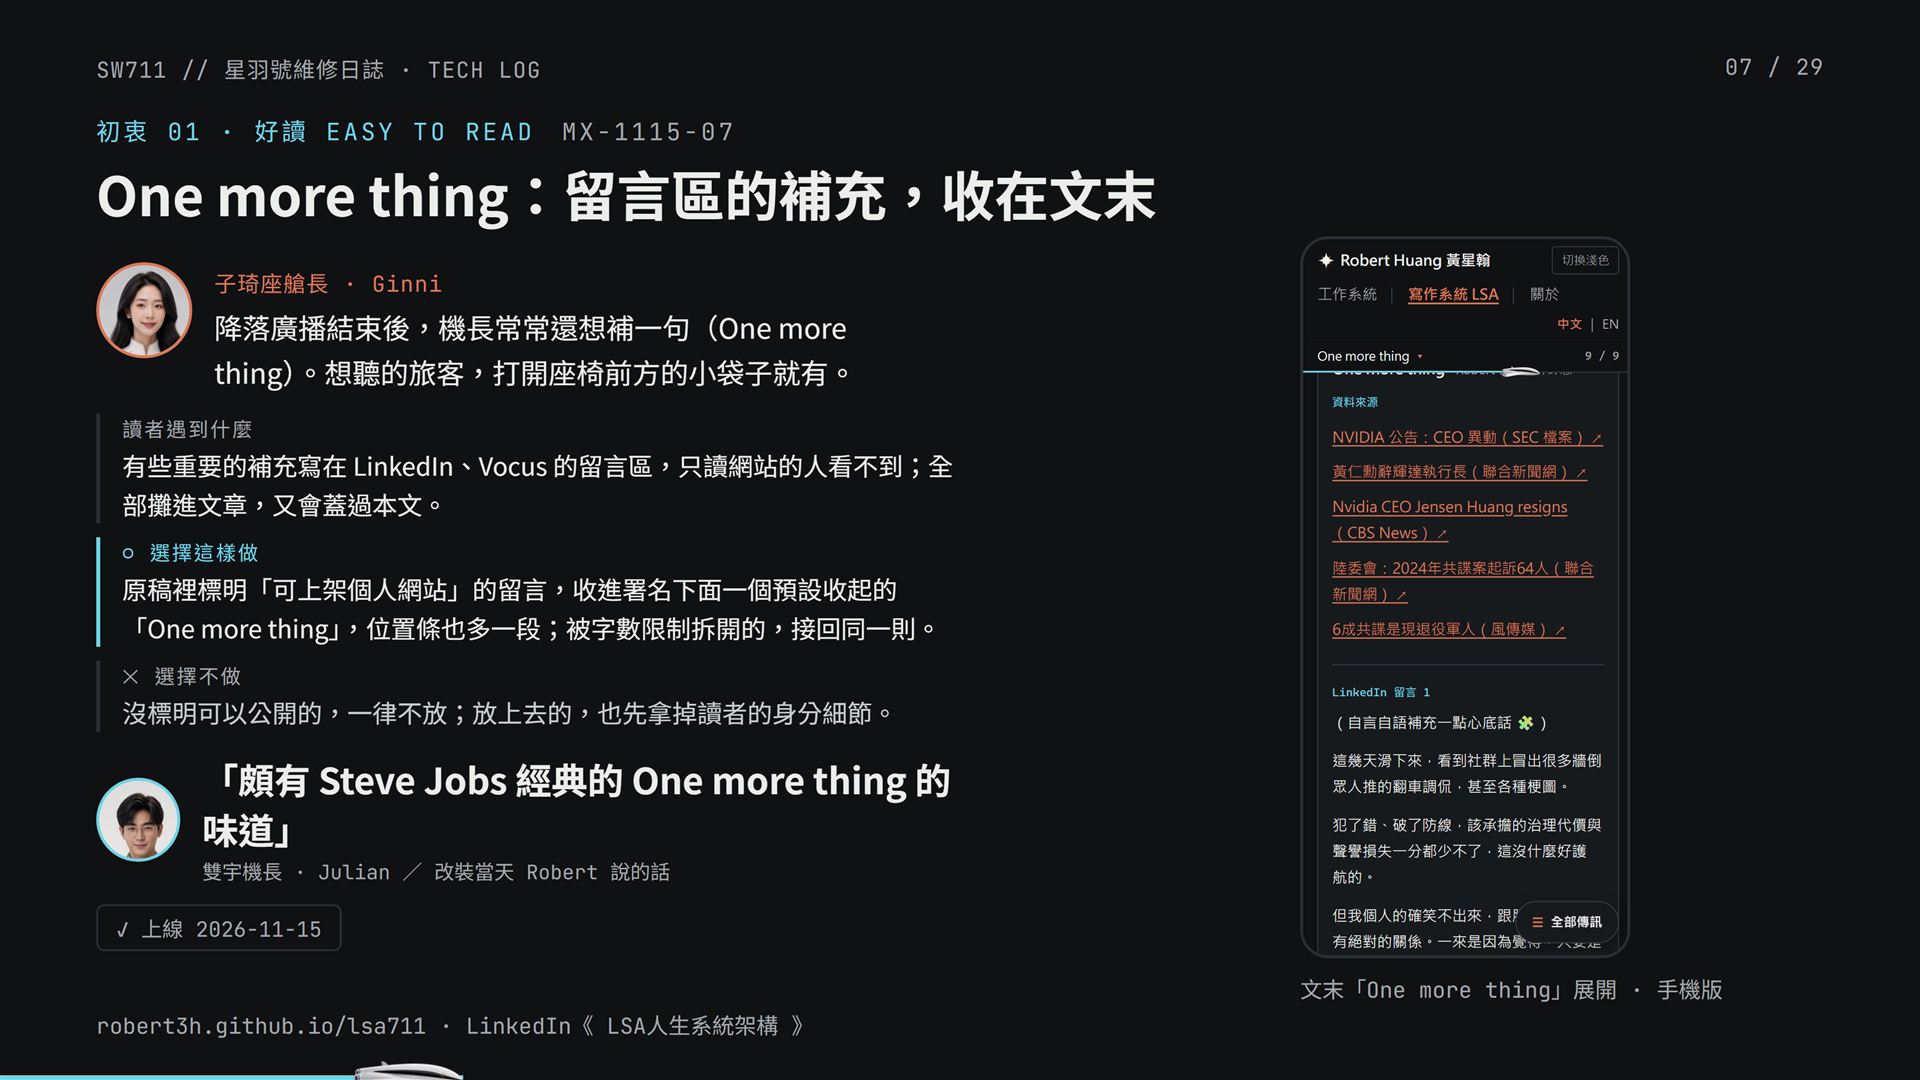 SW711 // 星羽號維修日誌 · TECH LOG
07 / 29
初衷 01 · 好讀 EASY TO READ MX-1115-07
One more thing：留言區的補充，收在文末
子琦座艙長 · Ginni
降落廣播結束後，機長常常還想補一句（One more
thing）。想聽的旅客，打開座椅前方的小袋子就有。
讀者遇到什麼
有些重要的補充寫在 LinkedIn、Vocus 的留言區，只讀網站的人看不到；全
部攤進文章，又會蓋過本文。
○ 選擇這樣做
原稿裡標明「可上架個人網站」的留言，收進署名下面一個預設收起的
「One more thing」，位置條也多一段；被字數限制拆開的，接回同一則。
× 選擇不做
沒標明可以公開的，一律不放；放上去的，也先拿掉讀者的身分細節。
「頗有 Steve Jobs 經典的 One more thing 的
味道」
雙宇機長 · Julian ／ 改裝當天 Robert 說的話
✓ 上線 2026-11-15
robert3h.github.io/lsa711 · LinkedIn《 LSA人生系統架構 》
✦ Robert Huang 黃星翰
切換淺色
工作系統 | 寫作系統 LSA | 關於
中文 | EN
One more thing ▾
9 / 9
資料來源
NVIDIA 公告：CEO 異動（SEC 檔案）↗
黃仁勳辭輝達執行長（聯合新聞網）↗
Nvidia CEO Jensen Huang resigns
（CBS News）↗
陸委會：2024年共諜案起訴64人（聯合
新聞網）↗
6成共諜是現退役軍人（風傳媒）↗
LinkedIn 留言 1
（自言自語補充一點心底話 🧩）
這幾天滑下來，看到社群上冒出很多牆倒
眾人推的翻車調侃，甚至各種梗圖。
犯了錯、破了防線，該承擔的治理代價與
聲譽損失一分都少不了，這沒什麼好護
航的。
但我個人的確笑不出來，跟
有絕對的關係。一來是因為覺得
☰ 全部傳訊
文末「One more thing」展開 · 手機版